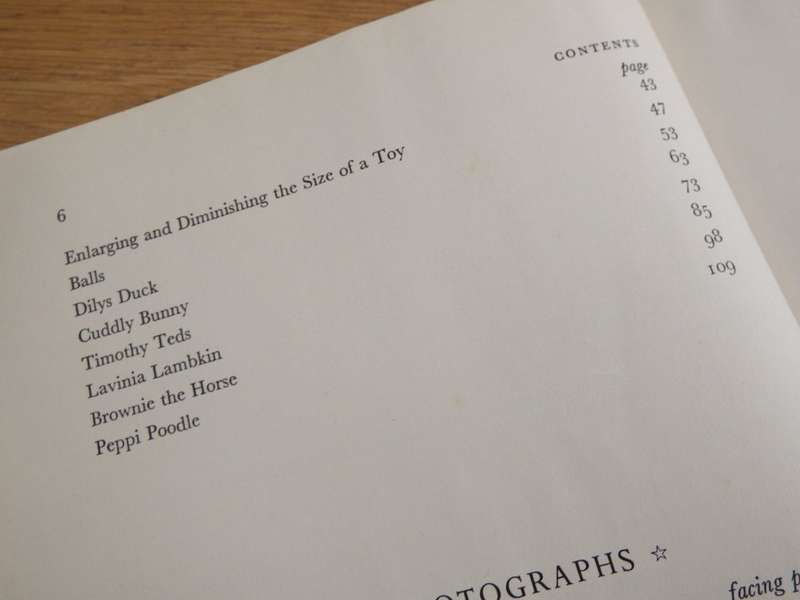 6
CONTENTS
page
Enlarging and Diminishing the Size of a Toy 43
Balls 47
Dilys Duck 53
Cuddly Bunny 63
Timothy Teds 73
Lavinia Lambkin 85
Brownie the Horse 98
Peppi Poodle 109
☆
facing